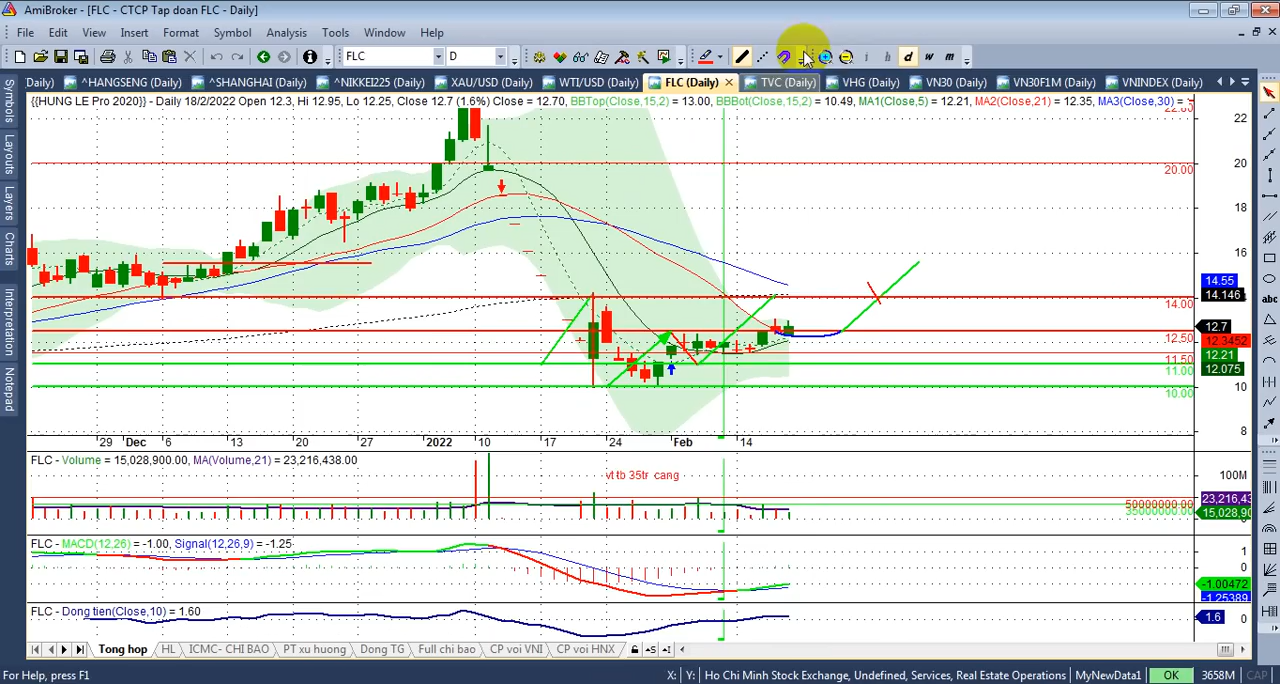 AmiBroker - [FLC - CTCP Tap doan FLC - Daily]
File Edit View Insert Format Symbol Analysis Tools Window Help
FLC D i h d w m
Daily) ^HANGSENG (Daily) ^SHANGHAI (Daily) ^NIKKEI225 (Daily) XAU/USD (Daily) WTI/USD (Daily) FLC (Daily) TVC (Daily) VHG (Daily) VN30 (Daily) VN30F1M (Daily) VNINDEX (Daily)
{{HUNG LE Pro 2020}} - Daily 18/2/2022 Open 12.3, Hi 12.95, Lo 12.25, Close 12.7 (1.6%) Close = 12.70, BBTop(Close,15,2) = 13.00, BBBot(Close,15,2) = 10.49, MA1(Close,5) = 12.21, MA2(Close,21) = 12.35, MA3(Close,30) =
Symbols
Layouts
Layers
Charts
Interpretation
Notepad
abc
22
20
20.00
18
16
14.55
14.146
14.00
12.7
12.50
12.3452
12.21
11.50
12.075
11.00
10
10.00
8
29 Dec 6 13 20 27 2022 10 17 24 Feb 14
FLC - Volume = 15,028,900.00, MA(Volume,21) = 23,216,438.00
vt tb 35tr cang
100M
23,216,43
50000000.00
35000000.00
15,028,90
FLC - MACD(12,26) = -1.00, Signal(12,26,9) = -1.25
1
0
-1.00472
-1.25389
FLC - Dong tien(Close,10) = 1.60
1.6
0
Tong hop HL ICMC- CHI BAO PT xu huong Dong TG Full chi bao CP voi VNI CP voi HNX
For Help, press F1 X: Y: Ho Chi Minh Stock Exchange, Undefined, Services, Real Estate Operations MyNewData1 OK 3658M CAP